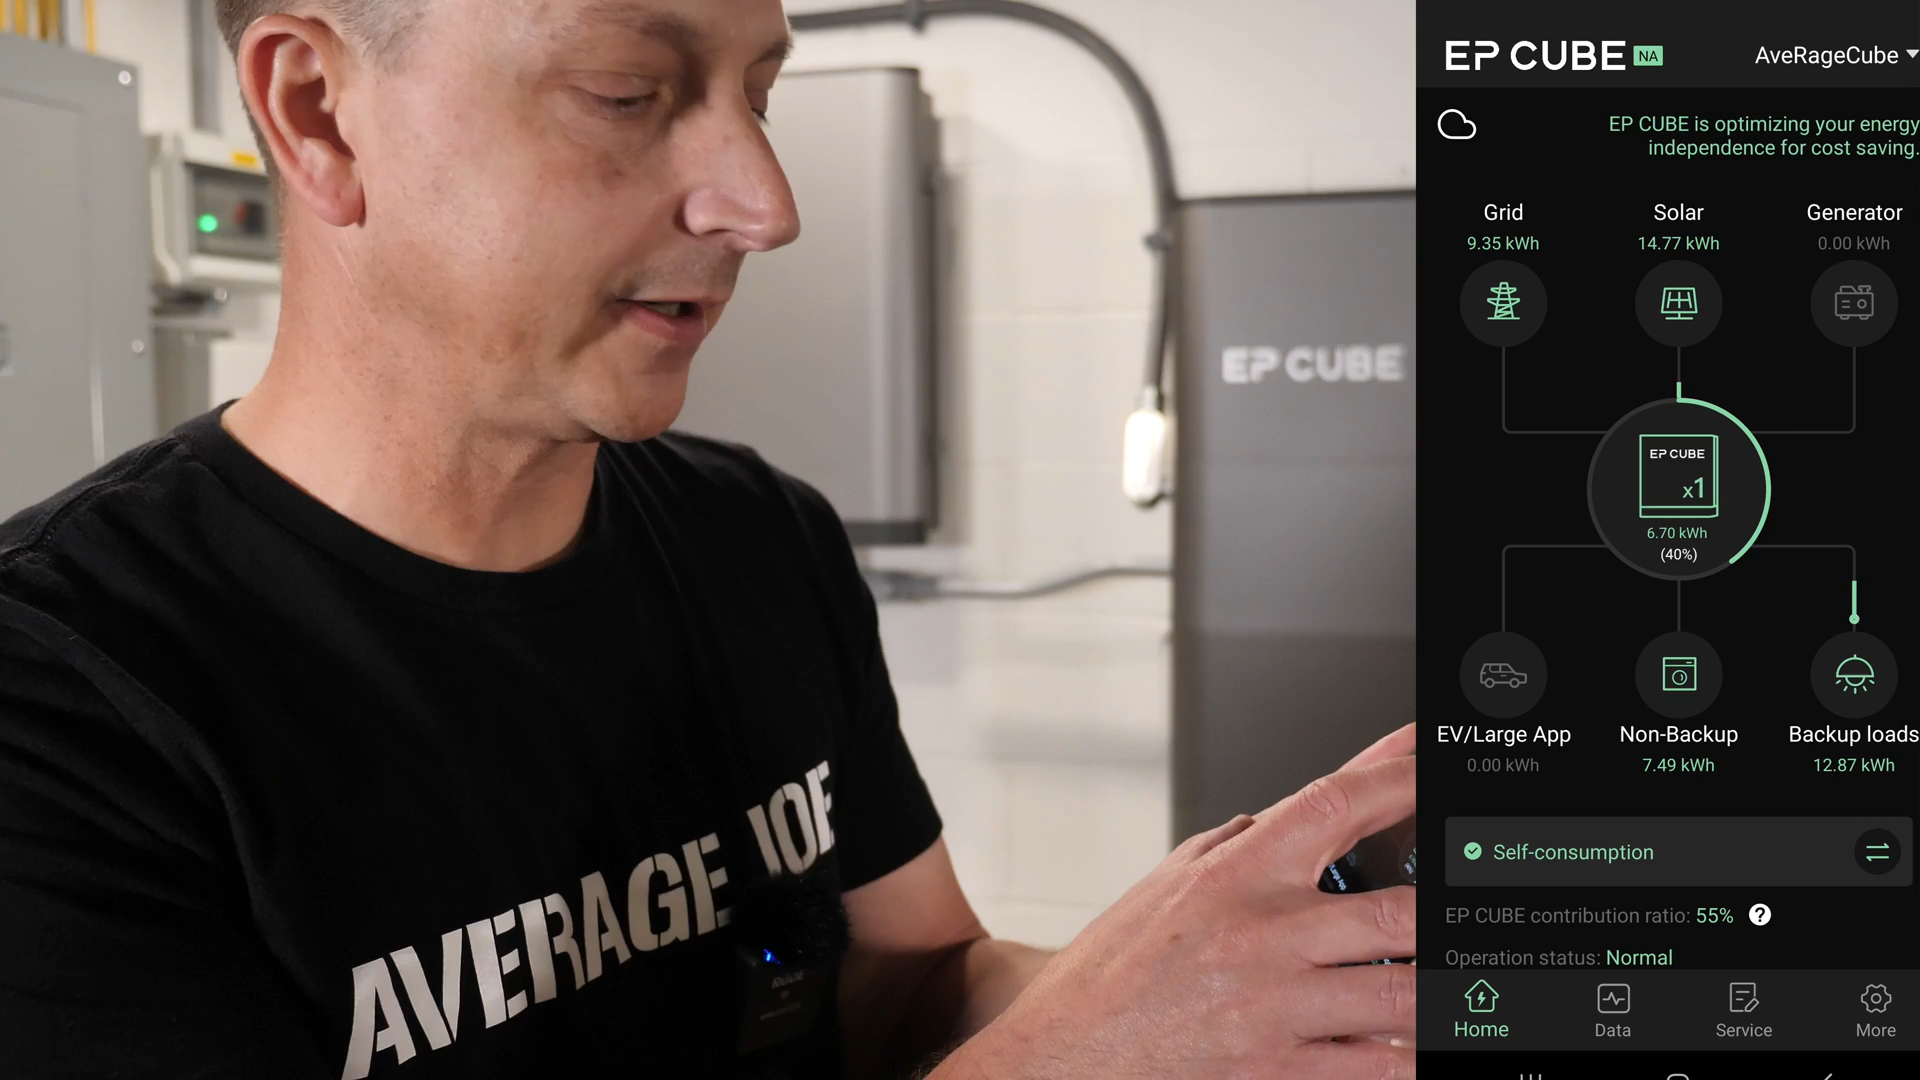 EP CUBE
AVERAGE JOE
RØDE
EP CUBE NA
AveRageCube
EP CUBE is optimizing your energy
independence for cost saving.
Grid
Solar
Generator
9.35 kWh
14.77 kWh
0.00 kWh
EP CUBE
x1
6.70 kWh
(40%)
EV/Large App
Non-Backup
Backup loads
0.00 kWh
7.49 kWh
12.87 kWh
Self-consumption
EP CUBE contribution ratio: 55% ?
Operation status: Normal
Home
Data
Service
More